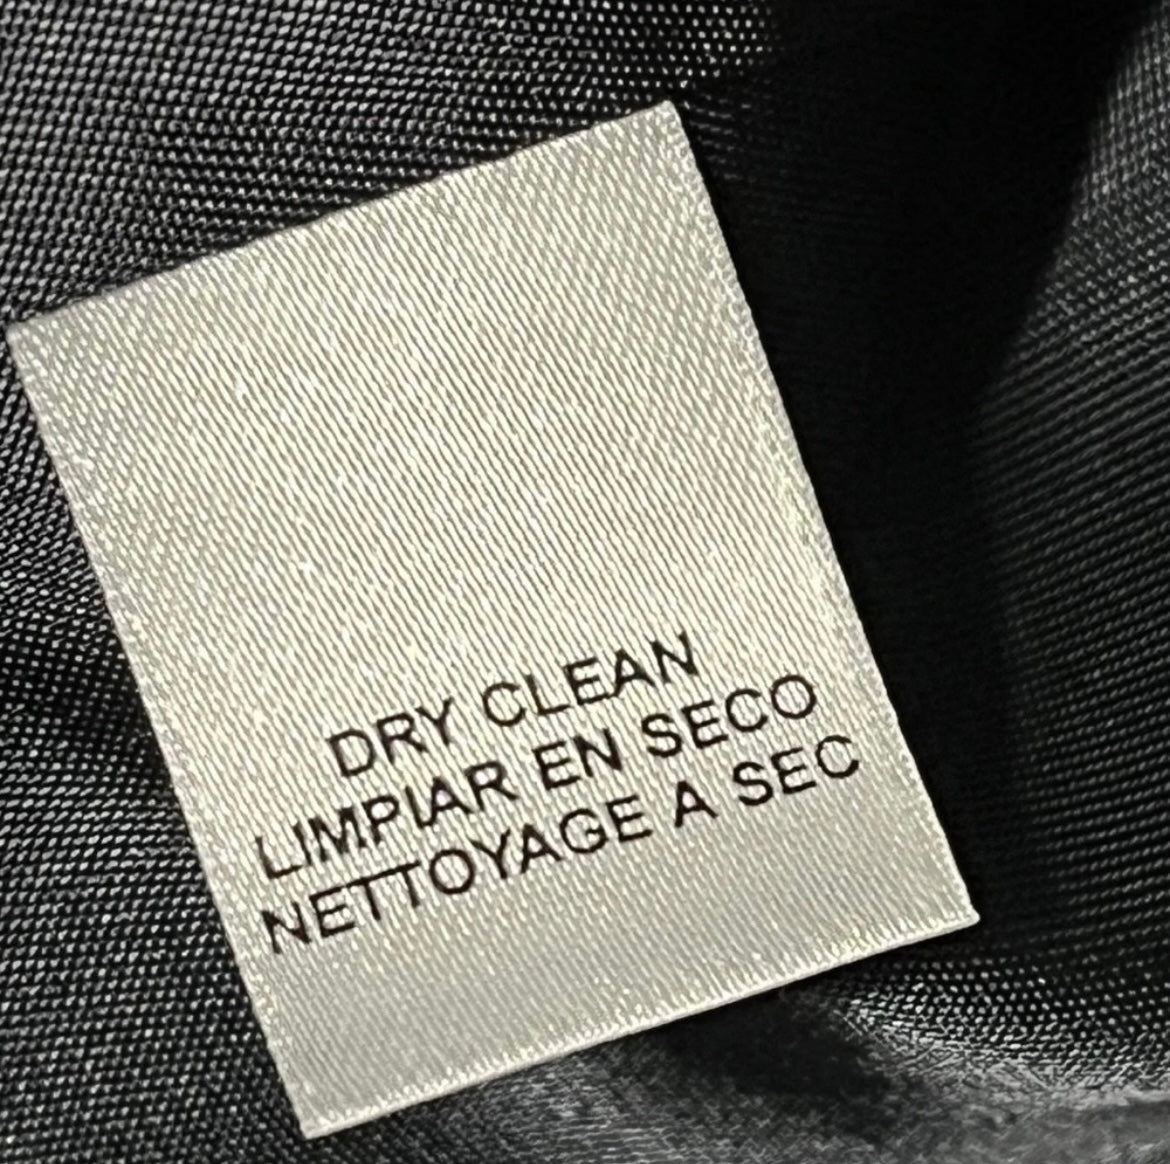 DRY CLEAN
LIMPIAR EN SECO
NETTOYAGE A SEC